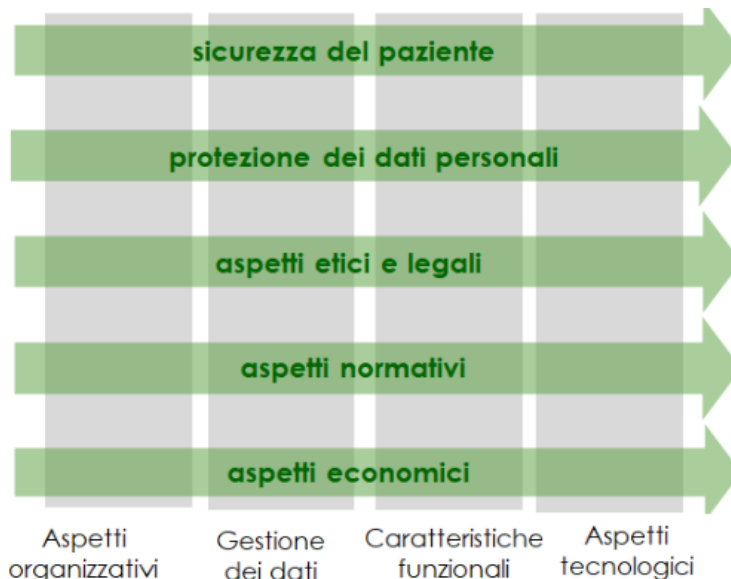 sicurezza del paziente
protezione dei dati personali
aspetti etici e legali
aspetti normativi
aspetti economici
Aspetti
organizzativi
Gestione
dei dati
Caratteristiche
funzionali
Aspetti
tecnologici